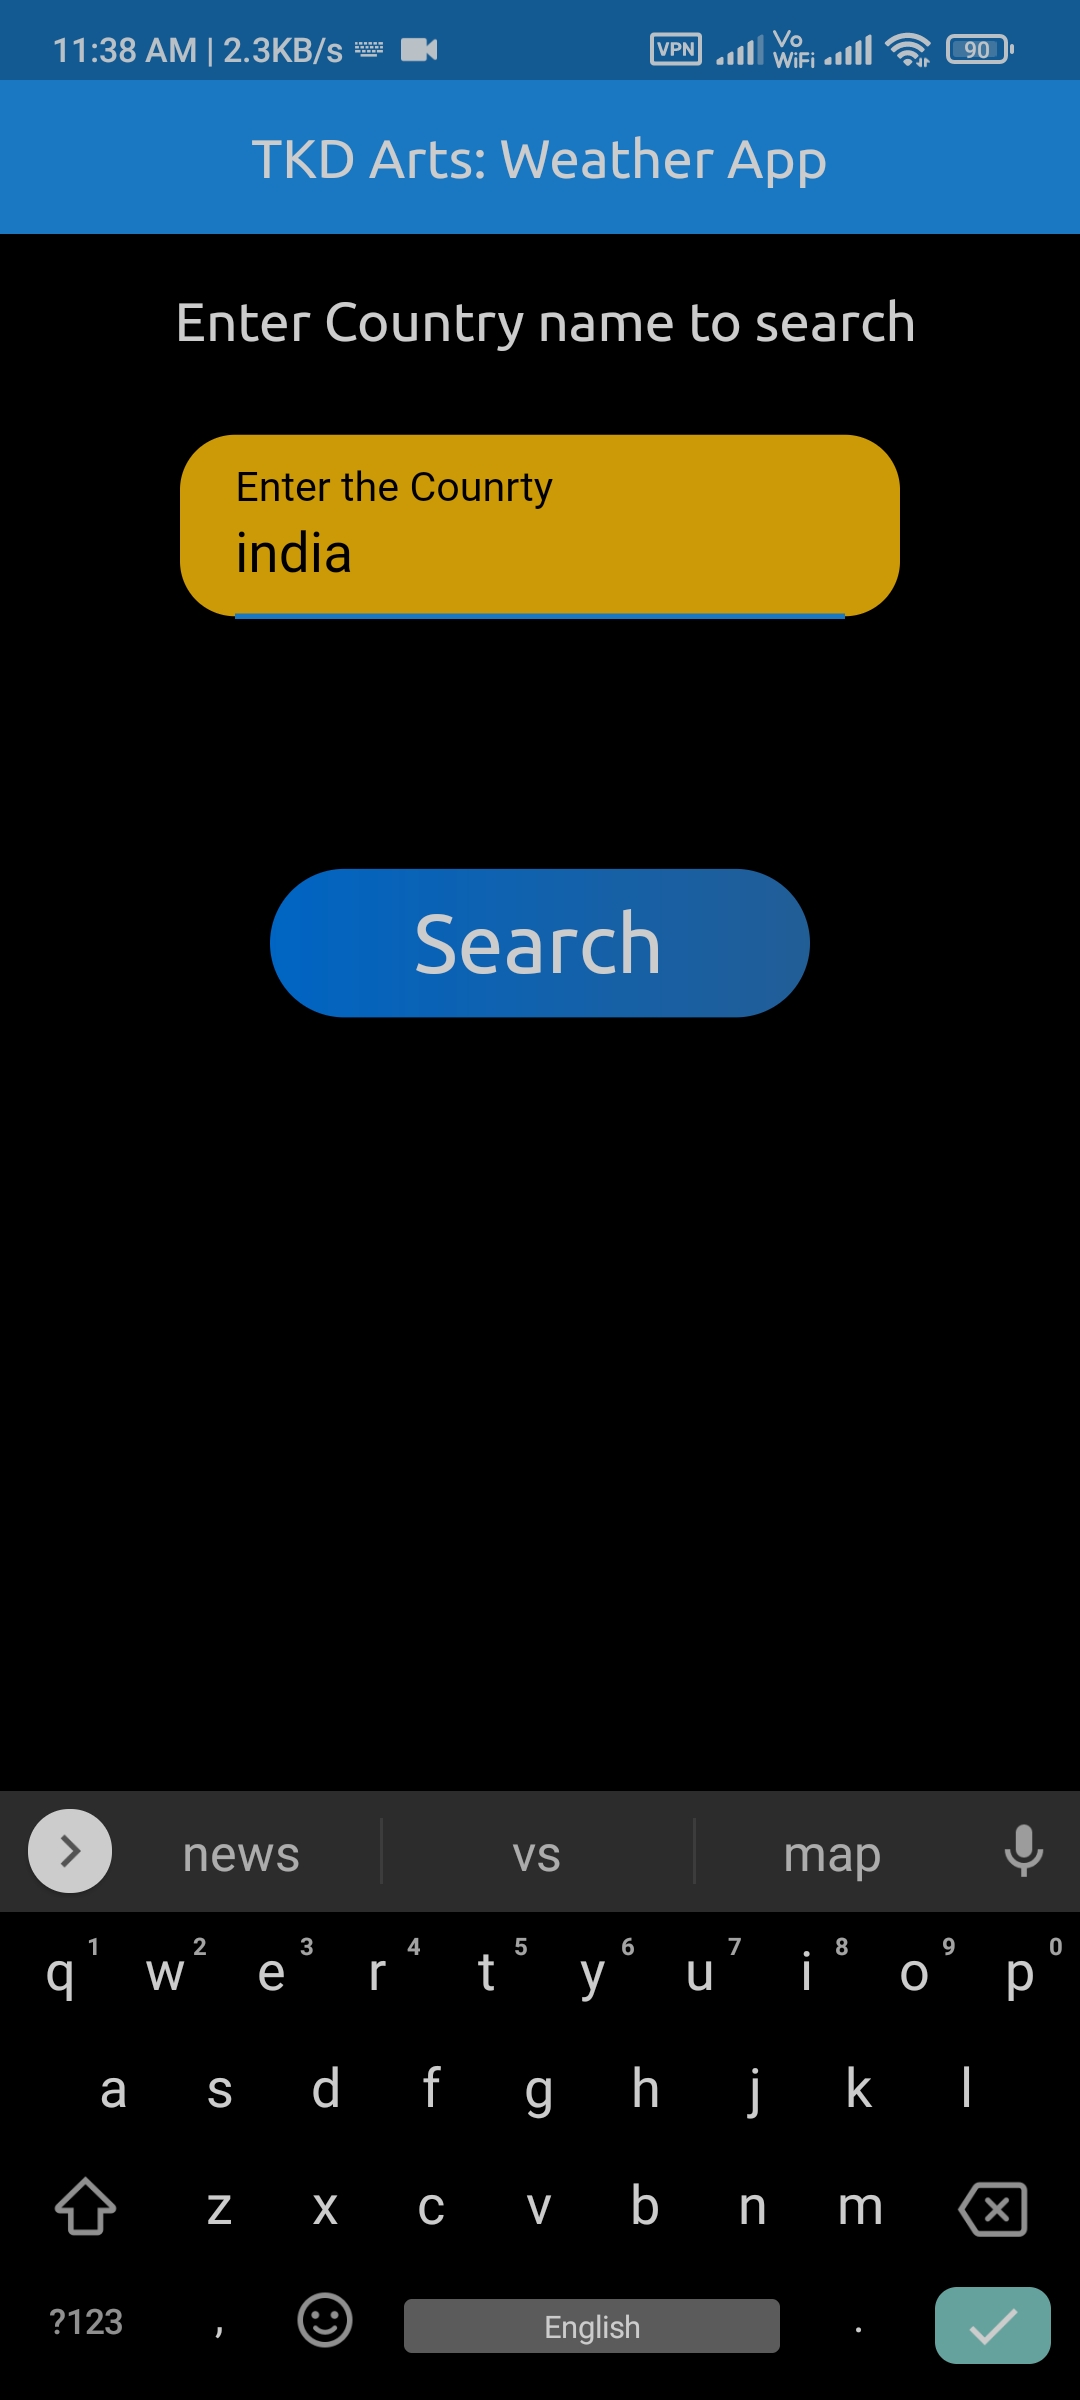 11:38 AM | 2.3KB/s VPN Vo WiFi 90
TKD Arts: Weather App
Enter Country name to search
Enter the Counrty
india
Search
news vs map
q 1 w 2 e 3 r 4 t 5 y 6 u 7 i 8 o 9 p 0
a s d f g h j k l
z x c v b n m
?123 , English .